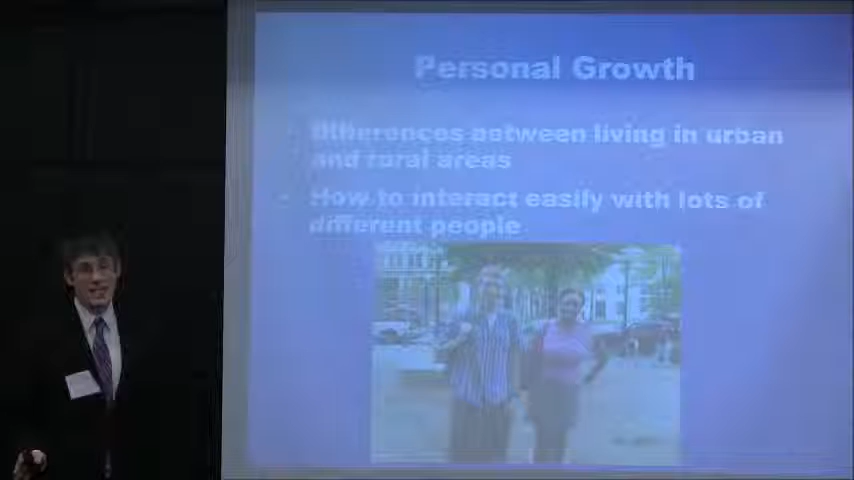 Personal Growth
Differences between living in urban
and rural areas
How to interact easily with lots of
different people